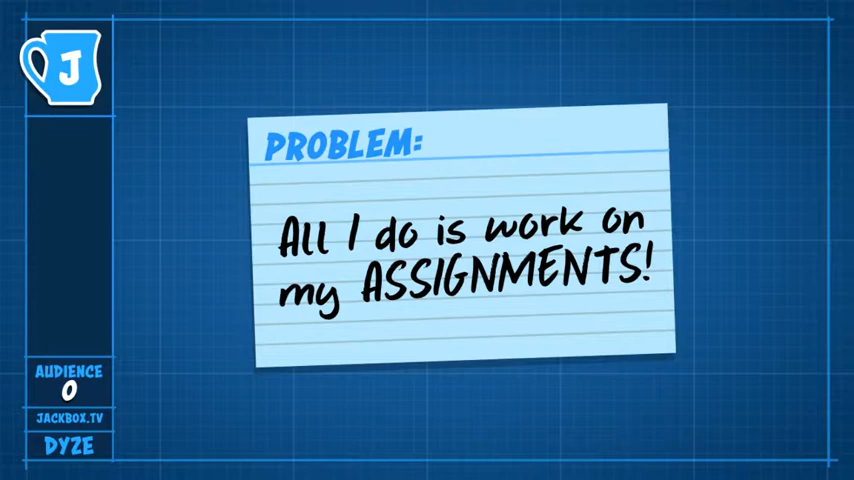 J
PROBLEM:
All I do is work on
my ASSIGNMENTS!
AUDIENCE
0
JACKBOX.TV
DYZE